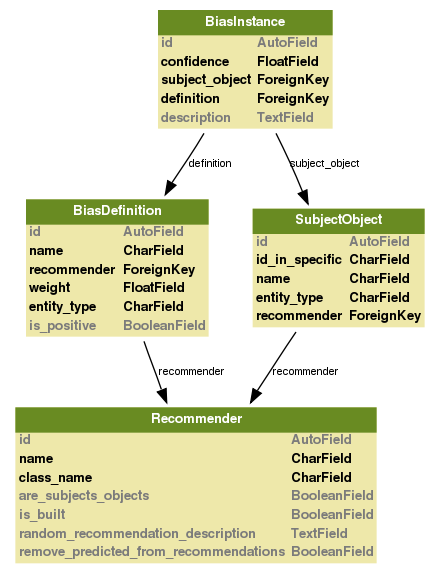 BiasInstance
id AutoField
confidence FloatField
subject_object ForeignKey
definition ForeignKey
description TextField
definition
subject_object
BiasDefinition
id AutoField
name CharField
recommender ForeignKey
weight FloatField
entity_type CharField
is_positive BooleanField
SubjectObject
id AutoField
id_in_specific CharField
name CharField
entity_type CharField
recommender ForeignKey
recommender
recommender
Recommender
id AutoField
name CharField
class_name CharField
are_subjects_objects BooleanField
is_built BooleanField
random_recommendation_description TextField
remove_predicted_from_recommendations BooleanField